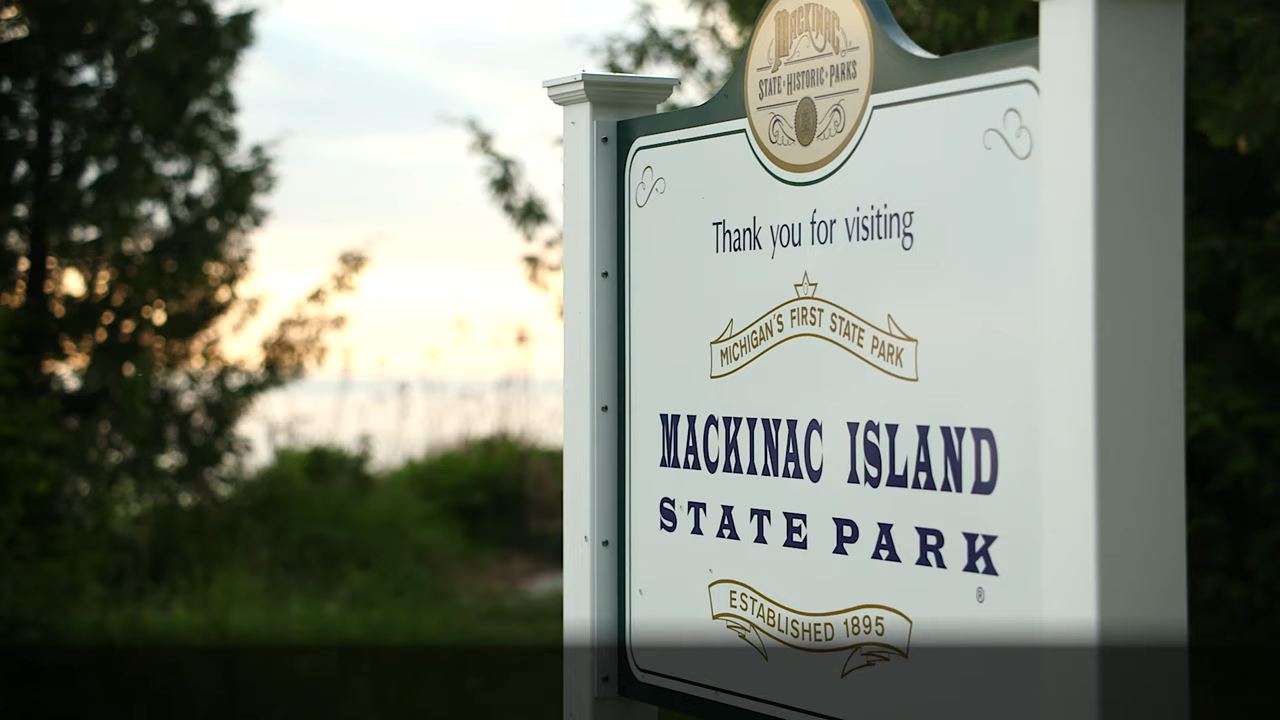 MACKINAC
STATE • HISTORIC • PARKS
Thank you for visiting
MICHIGAN'S FIRST STATE PARK
MACKINAC ISLAND
STATE PARK
®
ESTABLISHED 1895